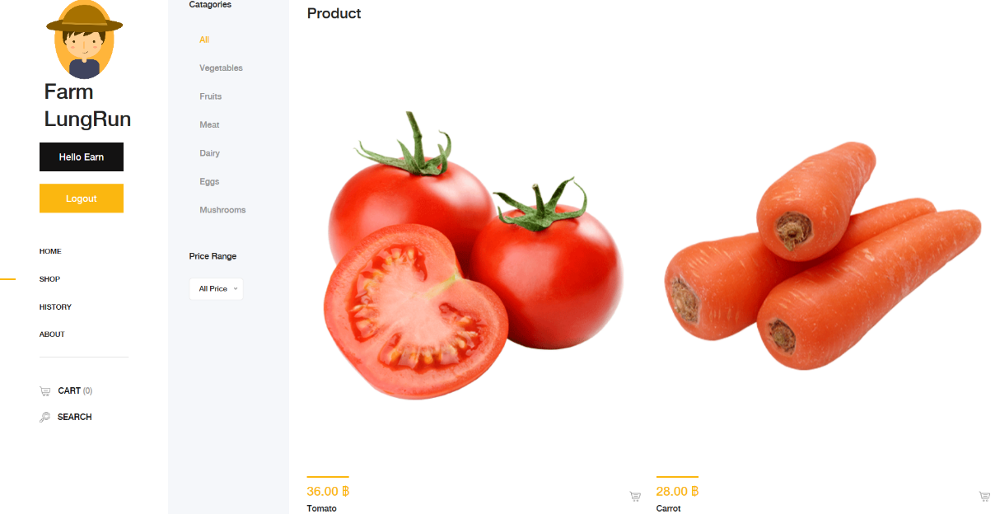 Farm
LungRun
Hello Earn
Logout
HOME
SHOP
HISTORY
ABOUT
CART (0)
SEARCH
Catagories
All
Vegetables
Fruits
Meat
Dairy
Eggs
Mushrooms
Price Range
All Price
Product
36.00 ฿
Tomato
28.00 ฿
Carrot